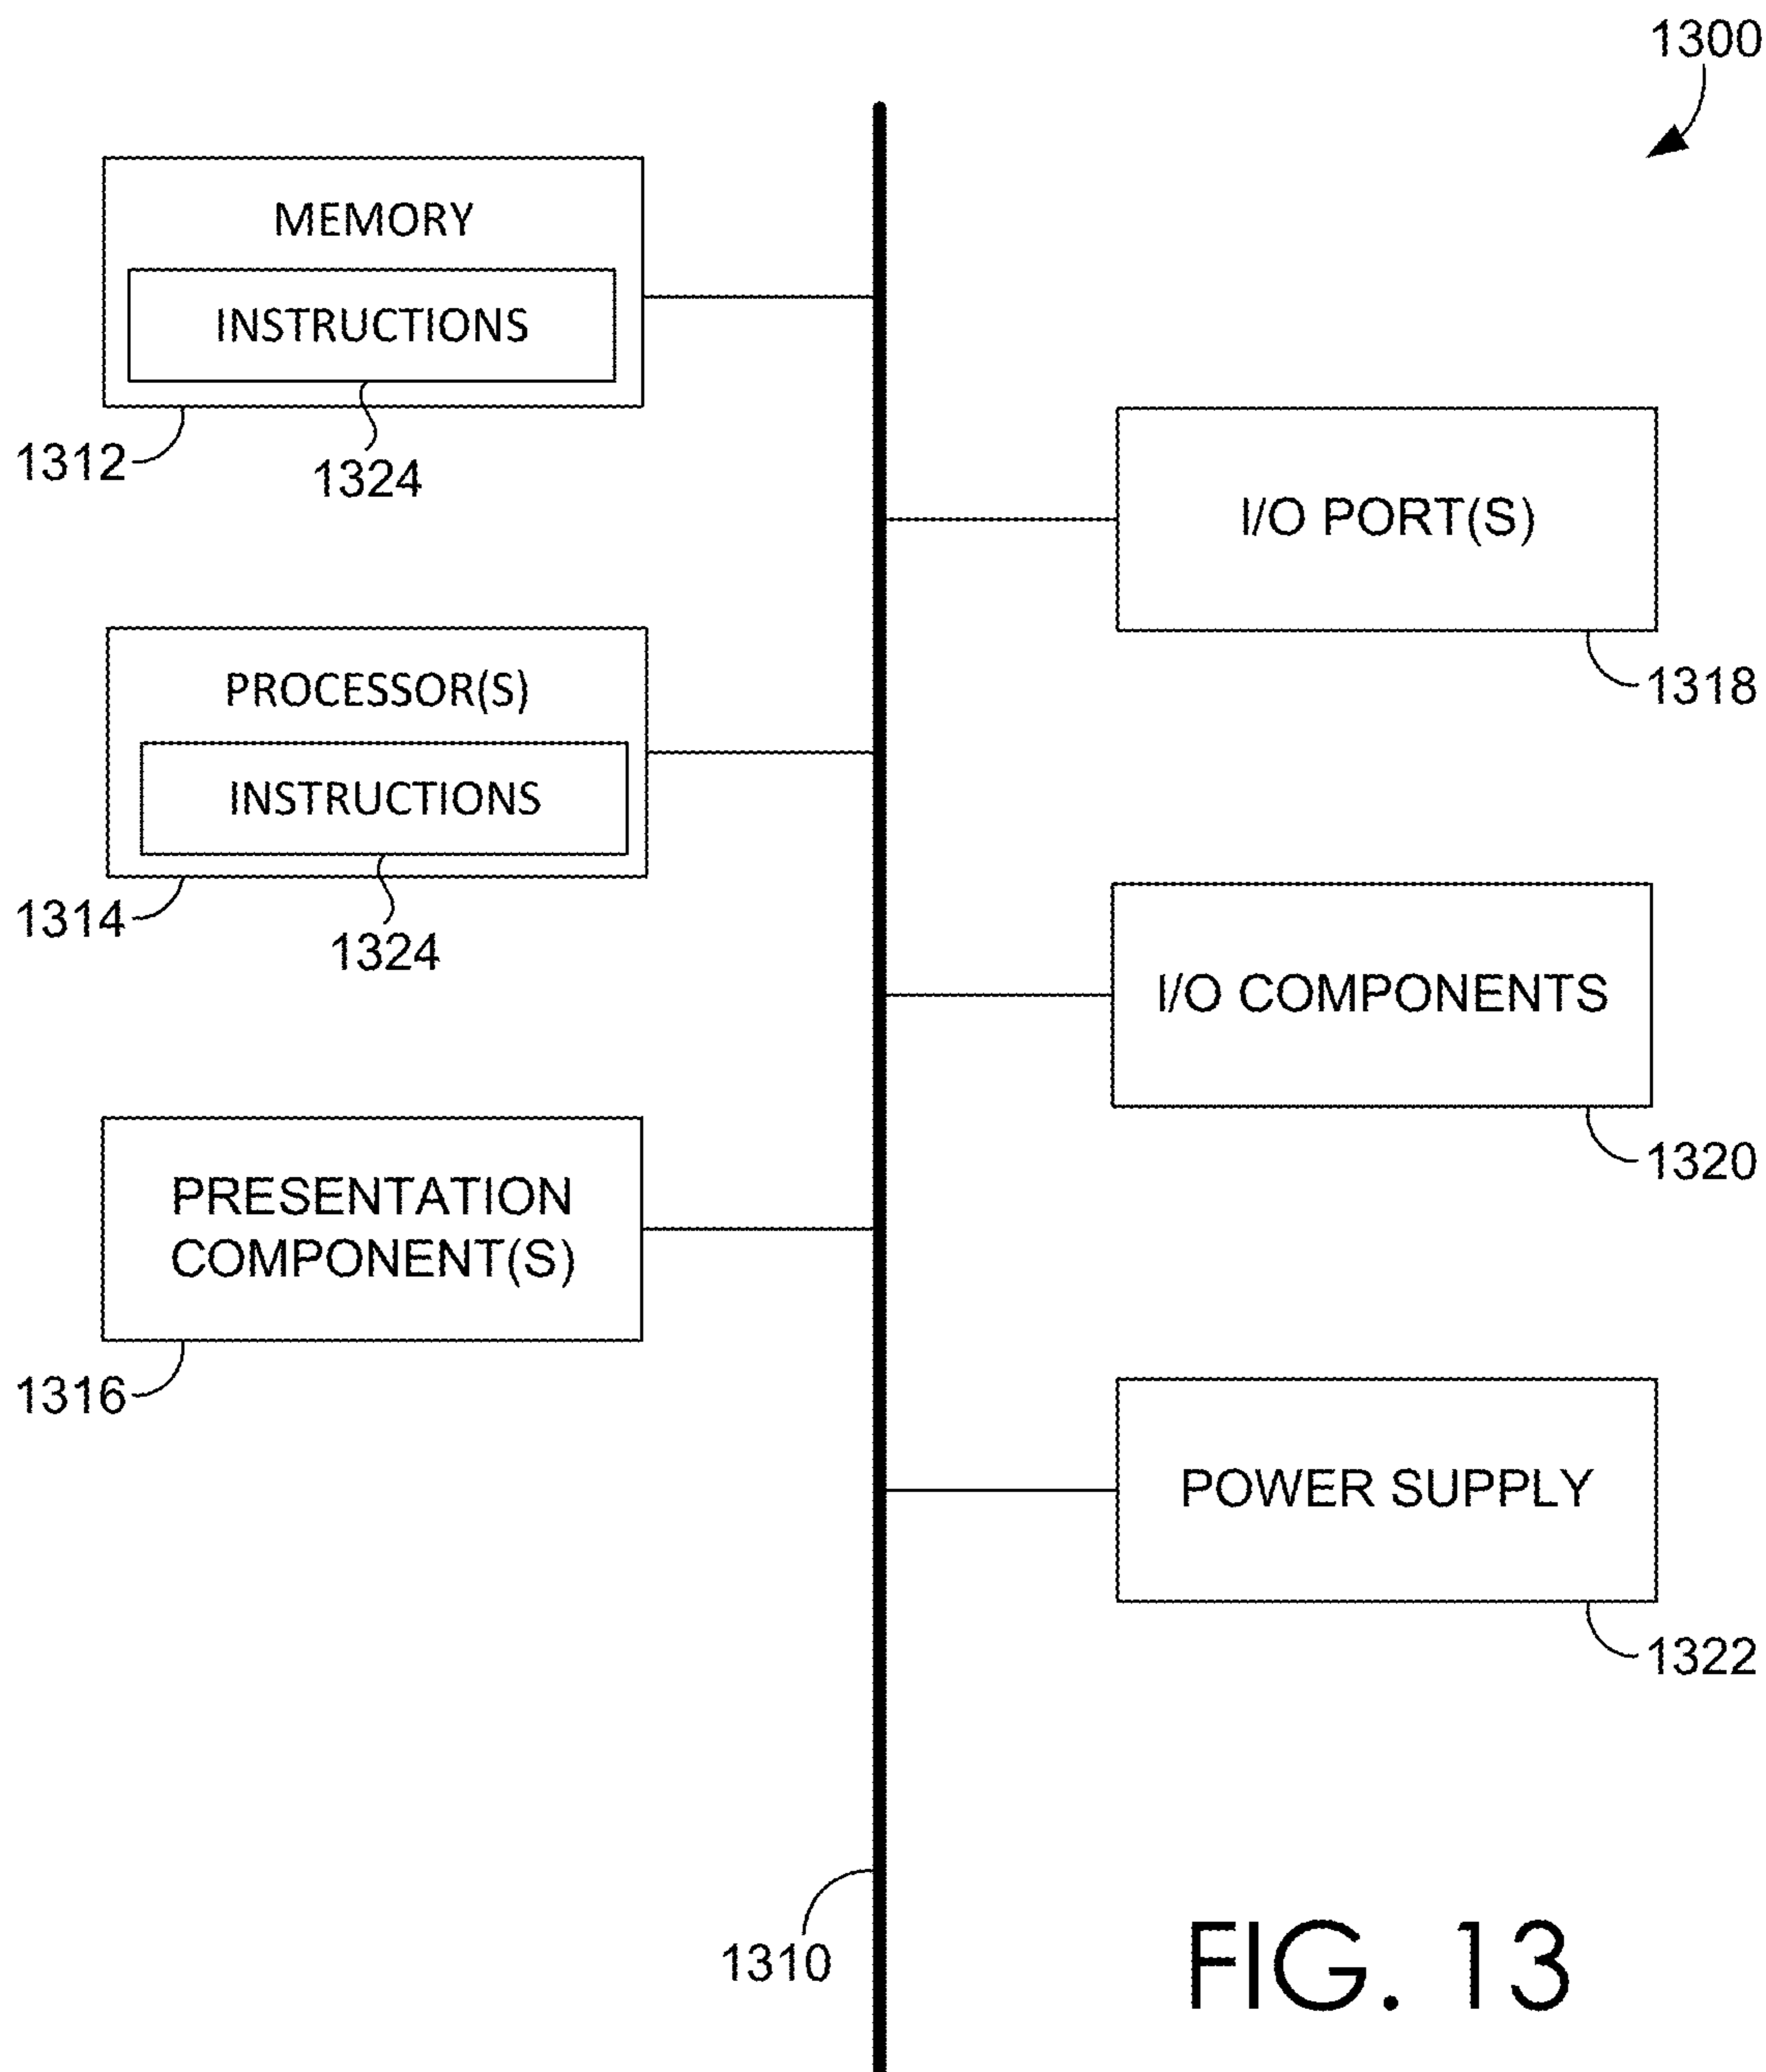 1300
MEMORY
INSTRUCTIONS
1312
1324
I/O PORT(S)
1318
PROCESSOR(S)
INSTRUCTIONS
1314
1324
I/O COMPONENTS
1320
PRESENTATION
COMPONENT(S)
1316
POWER SUPPLY
1322
1310
FIG. 13